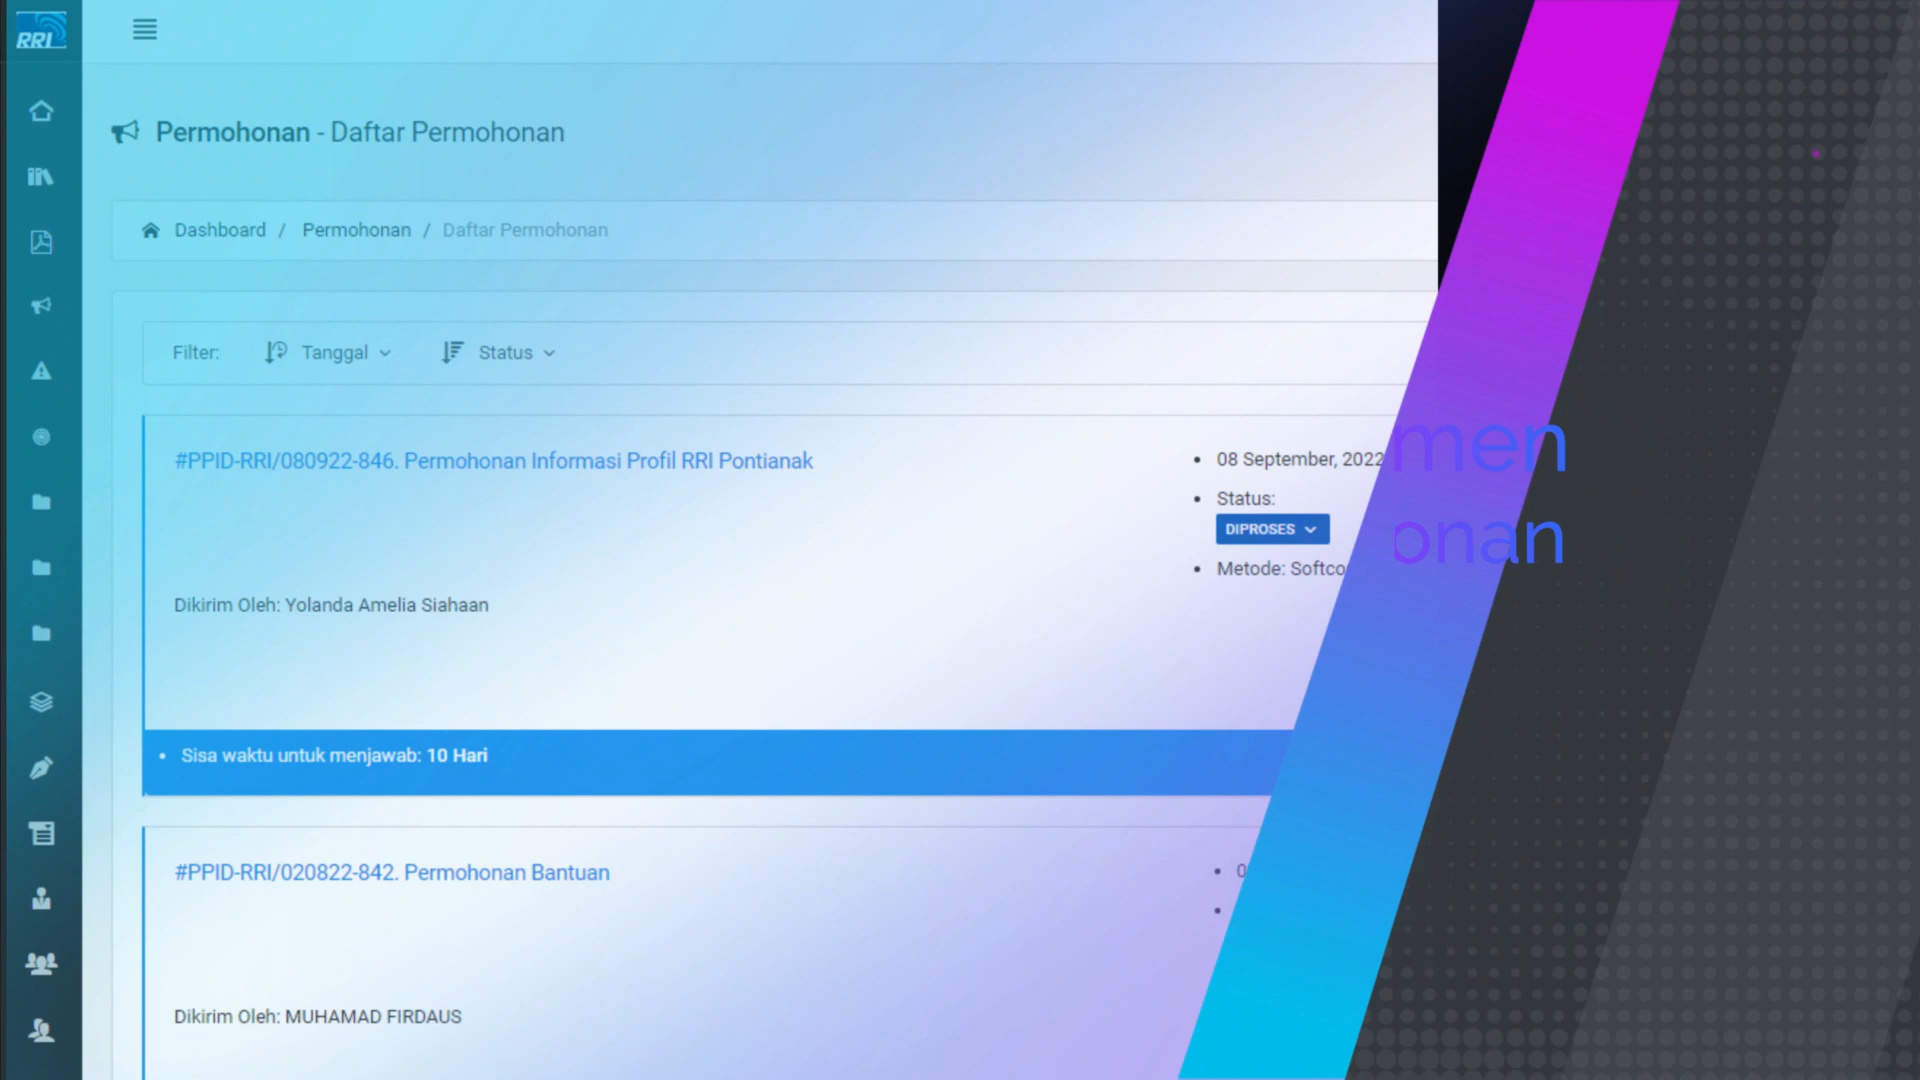 RRI
Permohonan - Daftar Permohonan
Dashboard / Permohonan / Daftar Permohonan
Filter: Tanggal Status
#PPID-RRI/080922-846. Permohonan Informasi Profil RRI Pontianak
• 08 September, 2022
• Status:
DIPROSES
• Metode: Softco
Dikirim Oleh: Yolanda Amelia Siahaan
• Sisa waktu untuk menjawab: 10 Hari
men
onan
#PPID-RRI/020822-842. Permohonan Bantuan
• 0
Dikirim Oleh: MUHAMAD FIRDAUS